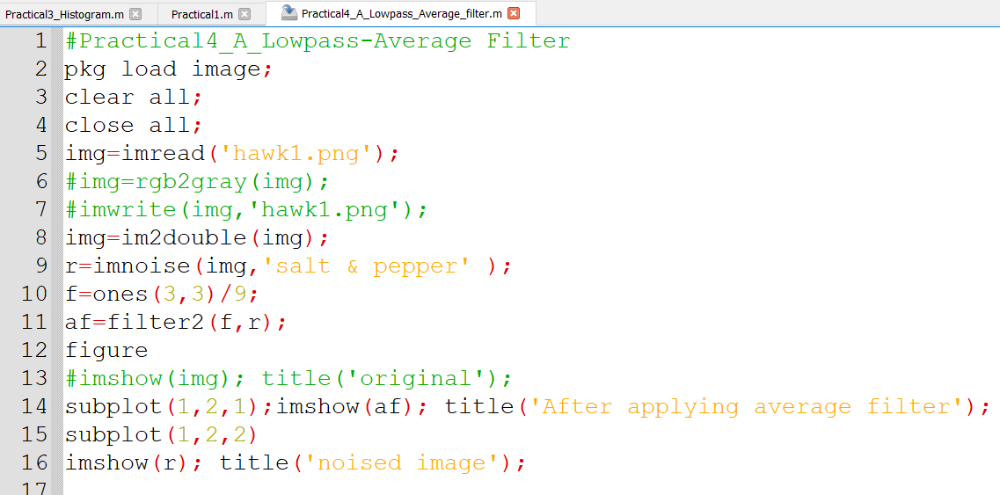 Practical3_Histogram.m Practical1.m Practical4_A_Lowpass_Average_filter.m
1 #Practical4_A_Lowpass-Average Filter
2 pkg load image;
3 clear all;
4 close all;
5 img=imread('hawk1.png');
6 #img=rgb2gray(img);
7 #imwrite(img,'hawk1.png');
8 img=im2double(img);
9 r=imnoise(img,'salt & pepper' );
10 f=ones(3,3)/9;
11 af=filter2(f,r);
12 figure
13 #imshow(img); title('original');
14 subplot(1,2,1);imshow(af); title('After applying average filter');
15 subplot(1,2,2)
16 imshow(r); title('noised image');
17